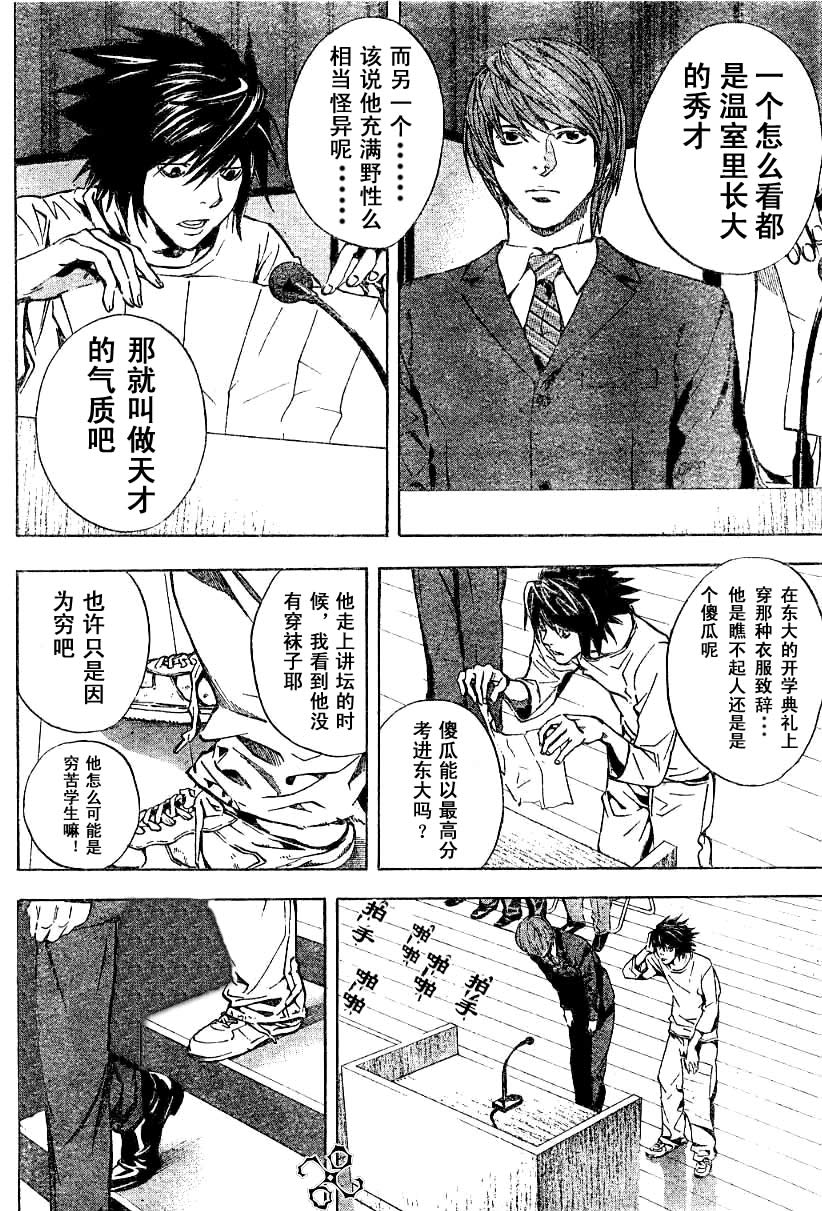 一个怎么看都
是温室里长大
的秀才
而另一个……
该说他充满野性么
相当怪异呢……
那就叫做天才
的气质吧
在东大的开学典礼上
穿那种衣服致辞…
他是瞧不起人还是是
个傻瓜呢
傻瓜能以最高分
考进东大吗？
他走上讲坛的时
候，我看到他没
有穿袜子耶
也许只是因
为穷吧
他怎么可能是
穷苦学生嘛！
拍手
啪啪
啪啪
拍手
啪啪